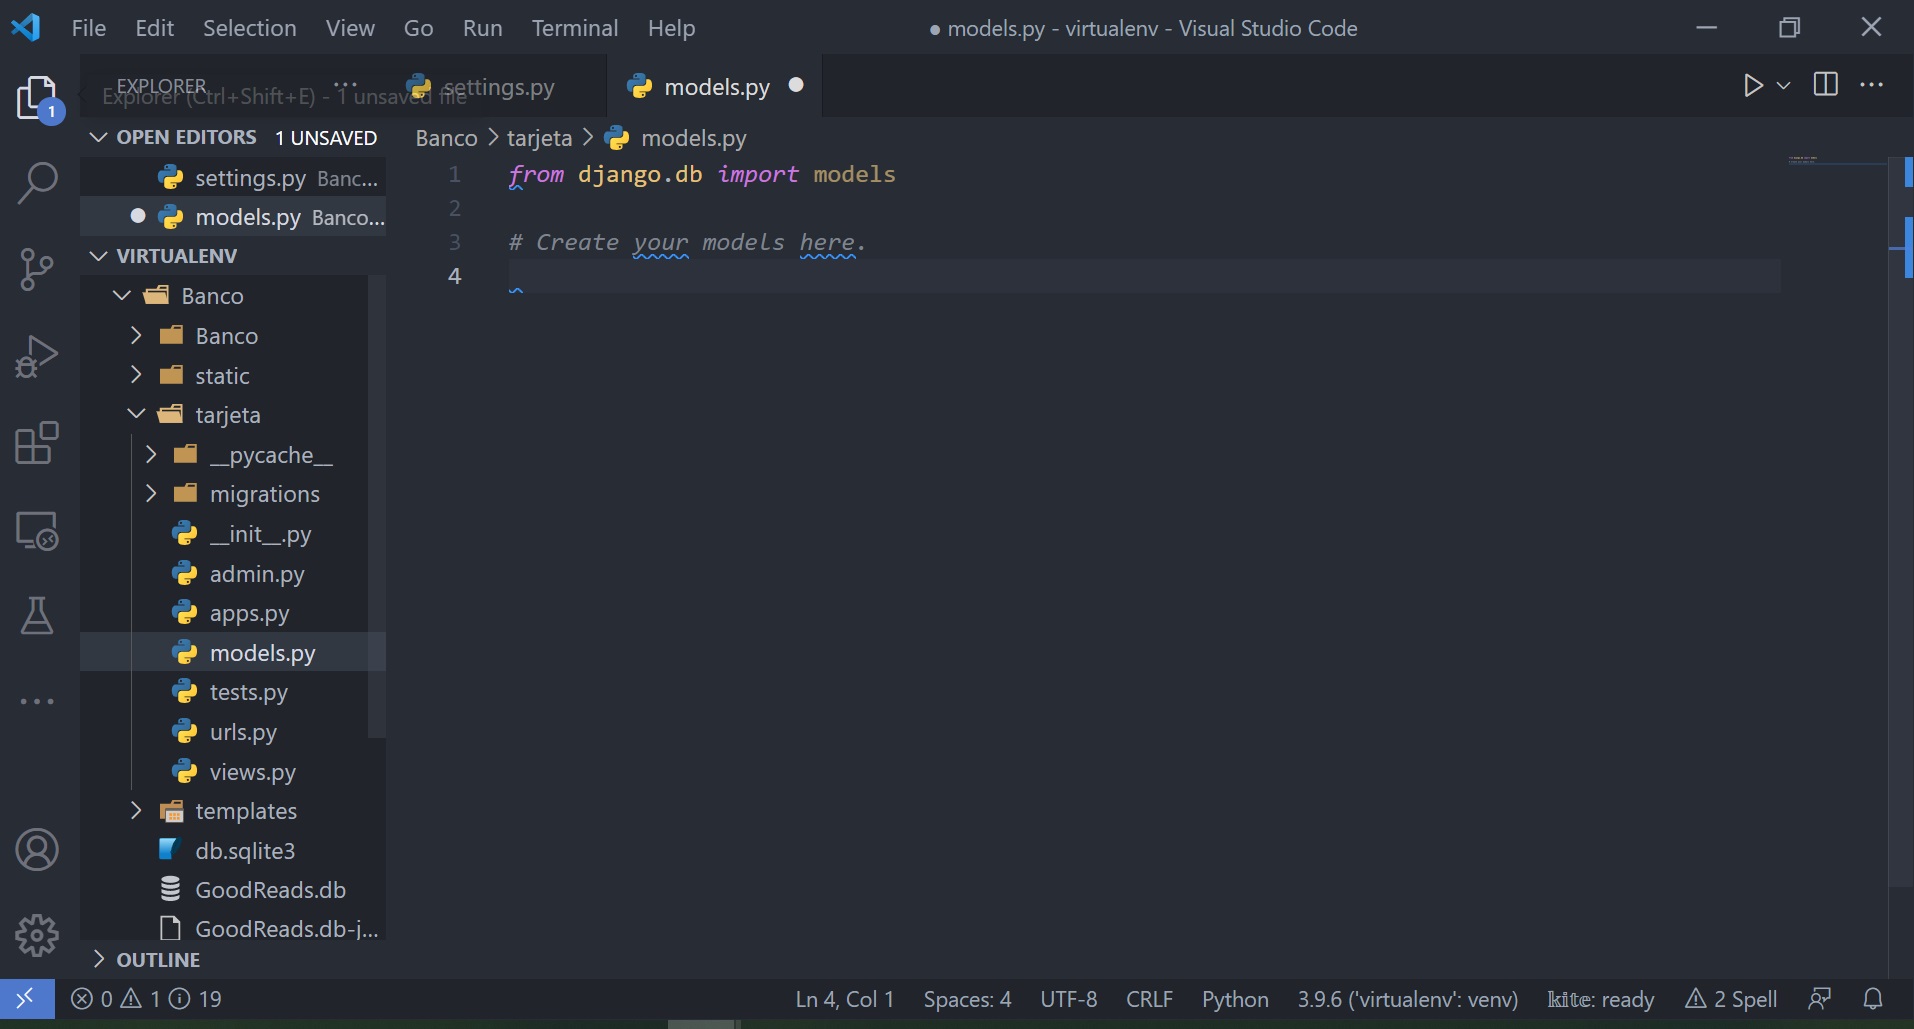 File Edit Selection View Go Run Terminal Help ● models.py - virtualenv - Visual Studio Code
1 EXPLORER ··· settings.py models.py ●
Explorer (Ctrl+Shift+E) - 1 unsaved file
OPEN EDITORS 1 UNSAVED
settings.py Banc...
● models.py Banco...
VIRTUALENV
Banco
Banco
static
tarjeta
__pycache__
migrations
__init__.py
admin.py
apps.py
models.py
tests.py
urls.py
views.py
templates
db.sqlite3
GoodReads.db
GoodReads.db-j...
OUTLINE
Banco > tarjeta > models.py
1 from django.db import models
2
3 # Create your models here.
4
0 1 19 Ln 4, Col 1 Spaces: 4 UTF-8 CRLF Python 3.9.6 ('virtualenv': venv) kite: ready 2 Spell